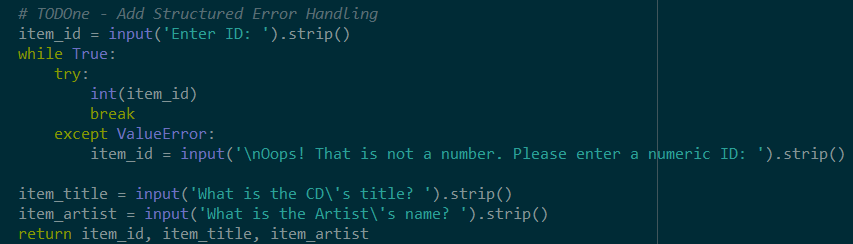 # TODOne - Add Structured Error Handling
item_id = input('Enter ID: ').strip()
while True:
    try:
        int(item_id)
        break
    except ValueError:
        item_id = input('\nOops! That is not a number. Please enter a numeric ID: ').strip()

item_title = input('What is the CD\'s title? ').strip()
item_artist = input('What is the Artist\'s name? ').strip()
return item_id, item_title, item_artist